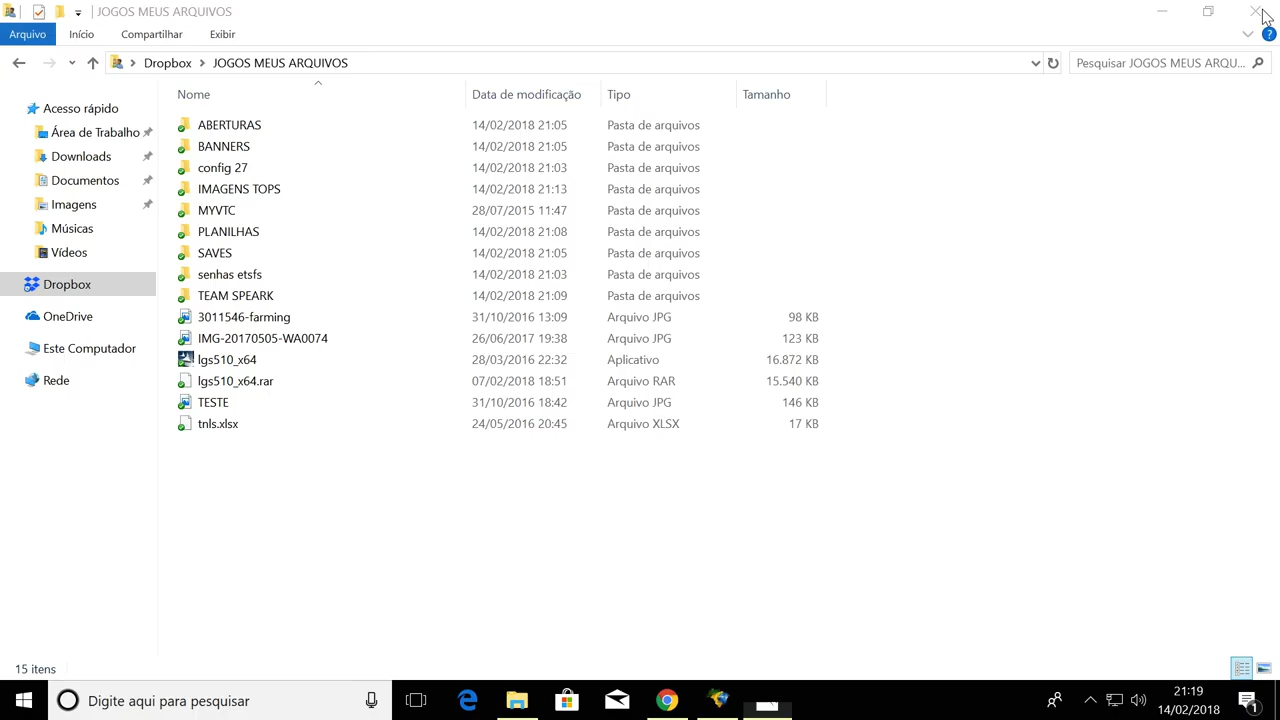 JOGOS MEUS ARQUIVOS
Arquivo Início Compartilhar Exibir ?
Dropbox JOGOS MEUS ARQUIVOS Pesquisar JOGOS MEUS ARQU...
Nome Data de modificação Tipo Tamanho
Acesso rápido
Área de Trabalho
Downloads
Documentos
Imagens
Músicas
Vídeos
Dropbox
OneDrive
Este Computador
Rede
ABERTURAS 14/02/2018 21:05 Pasta de arquivos
BANNERS 14/02/2018 21:05 Pasta de arquivos
config 27 14/02/2018 21:03 Pasta de arquivos
IMAGENS TOPS 14/02/2018 21:13 Pasta de arquivos
MYVTC 28/07/2015 11:47 Pasta de arquivos
PLANILHAS 14/02/2018 21:08 Pasta de arquivos
SAVES 14/02/2018 21:05 Pasta de arquivos
senhas etsfs 14/02/2018 21:03 Pasta de arquivos
TEAM SPEARK 14/02/2018 21:09 Pasta de arquivos
3011546-farming 31/10/2016 13:09 Arquivo JPG 98 KB
IMG-20170505-WA0074 26/06/2017 19:38 Arquivo JPG 123 KB
lgs510_x64 28/03/2016 22:32 Aplicativo 16.872 KB
lgs510_x64.rar 07/02/2018 18:51 Arquivo RAR 15.540 KB
TESTE 31/10/2016 18:42 Arquivo JPG 146 KB
tnls.xlsx 24/05/2016 20:45 Arquivo XLSX 17 KB
15 itens
Digite aqui para pesquisar
21:19
14/02/2018
1